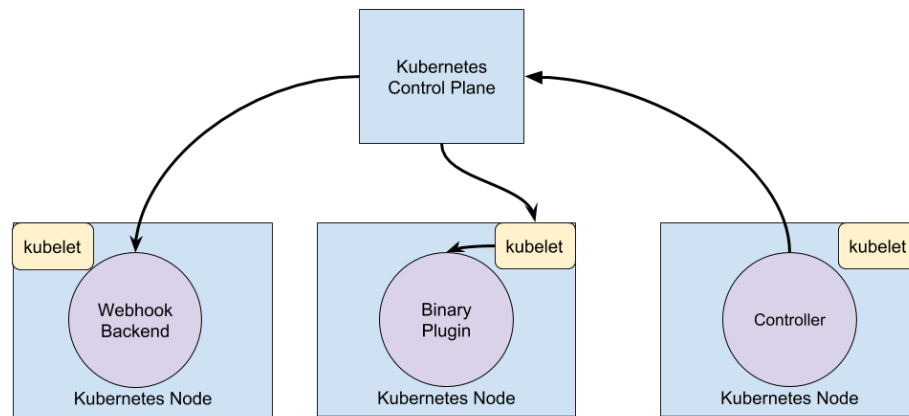 Kubernetes
Control Plane
kubelet
Webhook
Backend
Kubernetes Node
kubelet
Binary
Plugin
Kubernetes Node
kubelet
Controller
Kubernetes Node